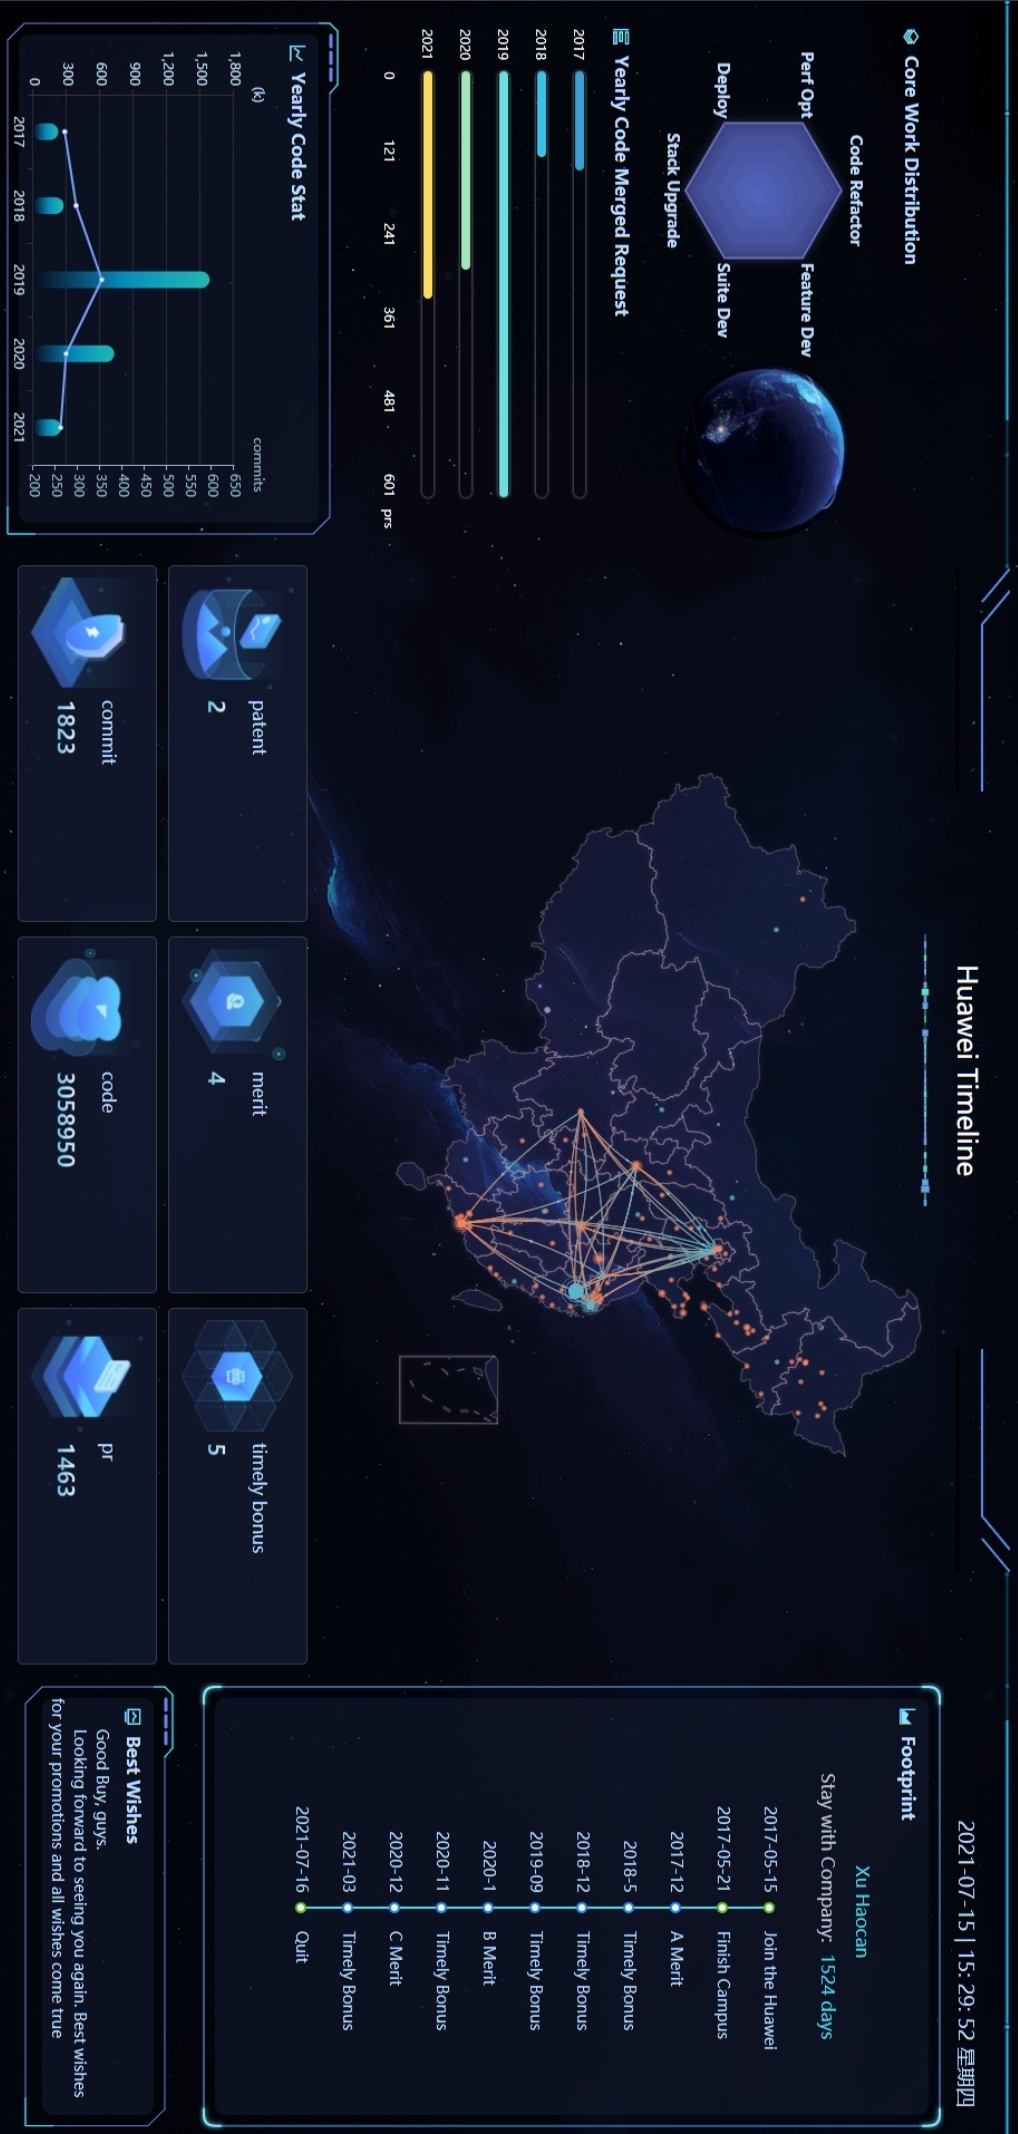 Huawei Timeline
2021-07-15 | 15: 29: 52 星期四
Core Work Distribution
Code Refactor
Perf Opt
Feature Dev
Deploy
Suite Dev
Stack Upgrade
Yearly Code Merged Request
2017
2018
2019
2020
2021
0 121 241 361 481 601 prs
Yearly Code Stat
(k) commits
1,800
1,500
1,200
900
600
300
0
650
600
550
500
450
400
350
300
250
200
2017 2018 2019 2020 2021
patent
2
merit
4
timely bonus
5
commit
1823
code
3058950
pr
1463
Footprint
Xu Haocan
Stay with Company: 1524 days
2017-05-15 Join the Huawei
2017-05-21 Finish Campus
2017-12 A Merit
2018-5 Timely Bonus
2018-12 Timely Bonus
2019-09 Timely Bonus
2020-1 B Merit
2020-11 Timely Bonus
2020-12 C Merit
2021-03 Timely Bonus
2021-07-16 Quit
Best Wishes
Good Buy, guys.
Looking forward to seeing you again. Best wishes
for your promotions and all wishes come true